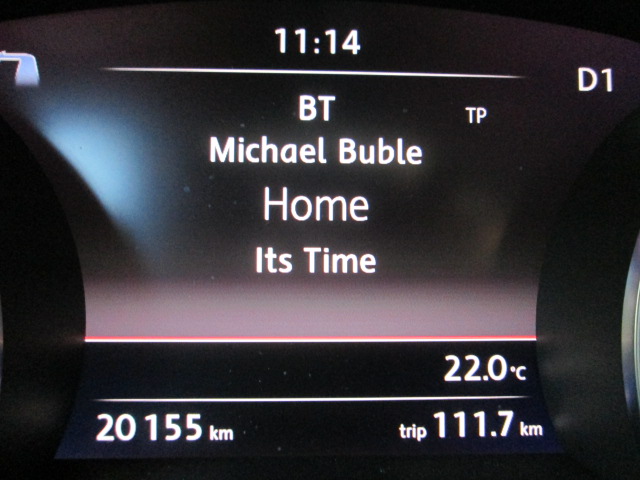 11:14
D1
BT TP
Michael Buble
Home
Its Time
22.0°C
20155 km trip 111.7 km